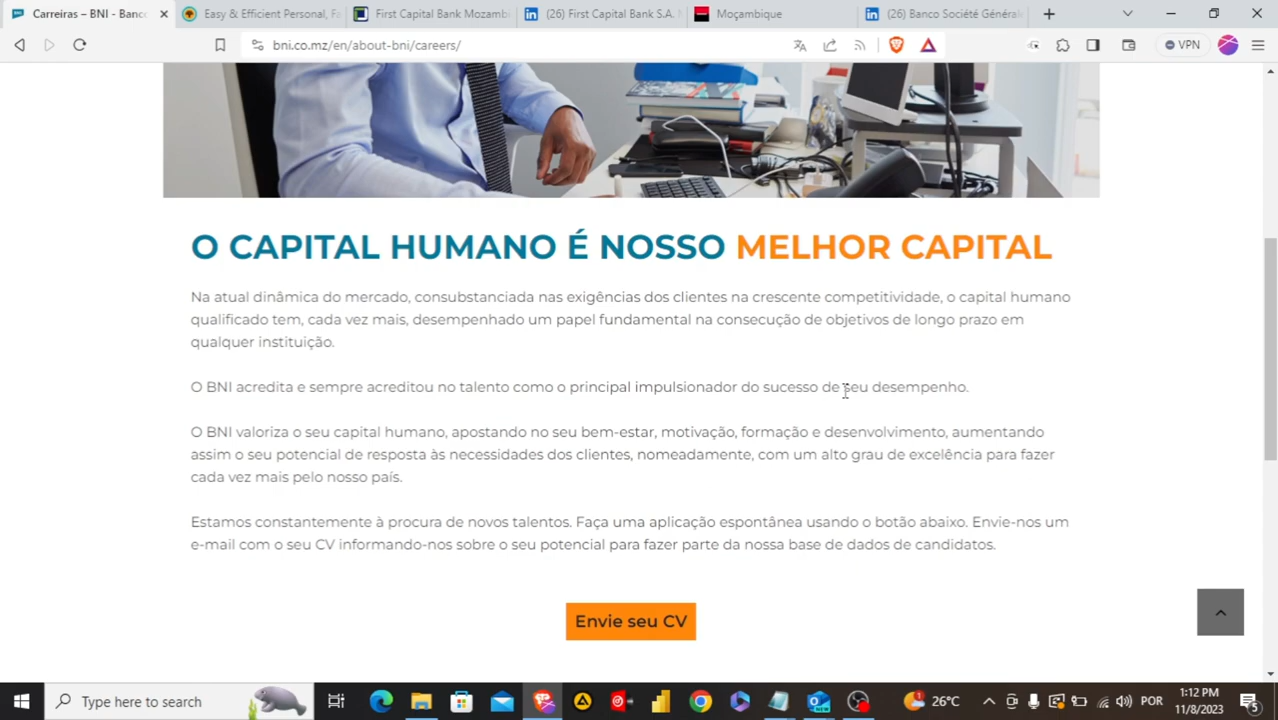 Carreiras – BNI - Banco
Easy & Efficient Personal, Fa
First Capital Bank Mozambi
(26) First Capital Bank S.A. M
Moçambique
(26) Banco Société Générale
bni.co.mz/en/about-bni/careers/
VPN
O CAPITAL HUMANO É NOSSO MELHOR CAPITAL
Na atual dinâmica do mercado, consubstanciada nas exigências dos clientes na crescente competitividade, o capital humano
qualificado tem, cada vez mais, desempenhado um papel fundamental na consecução de objetivos de longo prazo em
qualquer instituição.
O BNI acredita e sempre acreditou no talento como o principal impulsionador do sucesso de seu desempenho.
O BNI valoriza o seu capital humano, apostando no seu bem-estar, motivação, formação e desenvolvimento, aumentando
assim o seu potencial de resposta às necessidades dos clientes, nomeadamente, com um alto grau de excelência para fazer
cada vez mais pelo nosso país.
Estamos constantemente à procura de novos talentos. Faça uma aplicação espontânea usando o botão abaixo. Envie-nos um
e-mail com o seu CV informando-nos sobre o seu potencial para fazer parte da nossa base de dados de candidatos.
Envie seu CV
Type here to search
26°C
POR
1:12 PM
11/8/2023
5